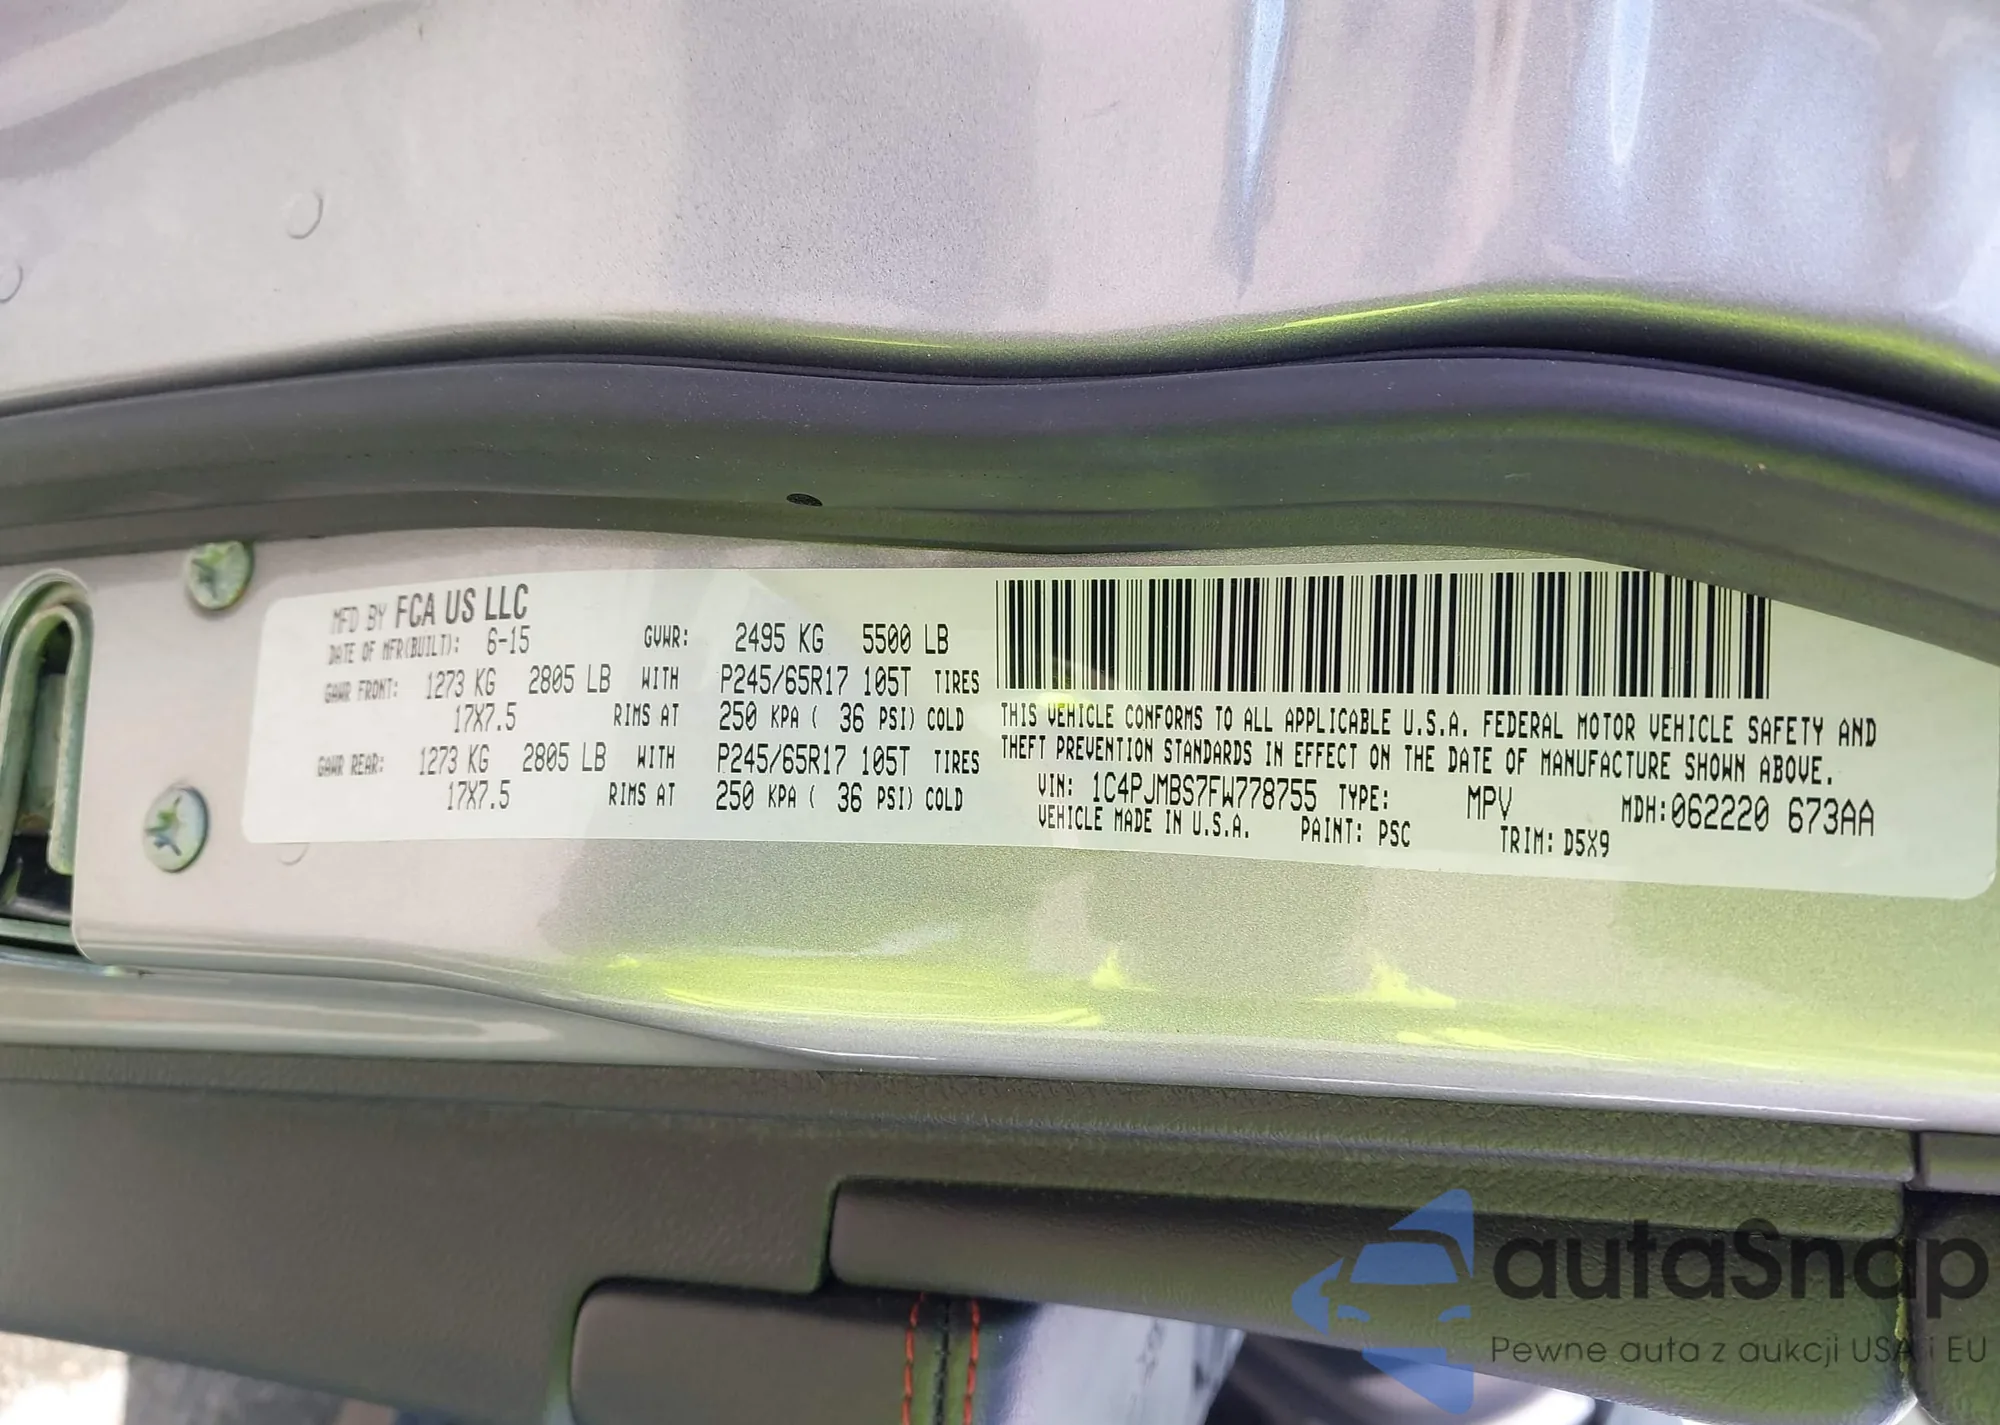 MFD BY FCA US LLC
DATE OF MFR(BUILT): 6-15 GVWR: 2495 KG 5500 LB
GAWR FRONT: 1273 KG 2805 LB WITH P245/65R17 105T TIRES
17X7.5 RIMS AT 250 KPA ( 36 PSI) COLD
GAWR REAR: 1273 KG 2805 LB WITH P245/65R17 105T TIRES
17X7.5 RIMS AT 250 KPA ( 36 PSI) COLD
THIS VEHICLE CONFORMS TO ALL APPLICABLE U.S.A. FEDERAL MOTOR VEHICLE SAFETY AND
THEFT PREVENTION STANDARDS IN EFFECT ON THE DATE OF MANUFACTURE SHOWN ABOVE.
VIN: 1C4PJMBS7FW778755 TYPE: MPV MDH:062220 673AA
VEHICLE MADE IN U.S.A. PAINT: PSC TRIM: D5X9
autaSnap
Pewne auta z aukcji USA i EU